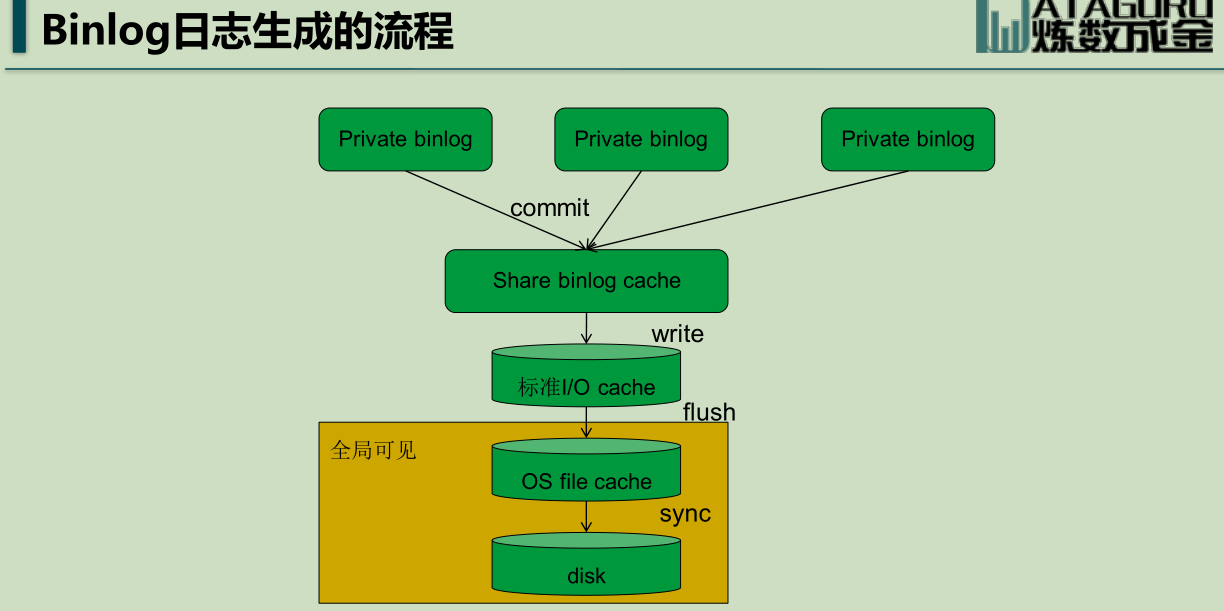 Binlog日志生成的流程
ATAGURU
炼数成金
Private binlog
Private binlog
Private binlog
commit
Share binlog cache
write
标准I/O cache
flush
全局可见
OS file cache
sync
disk